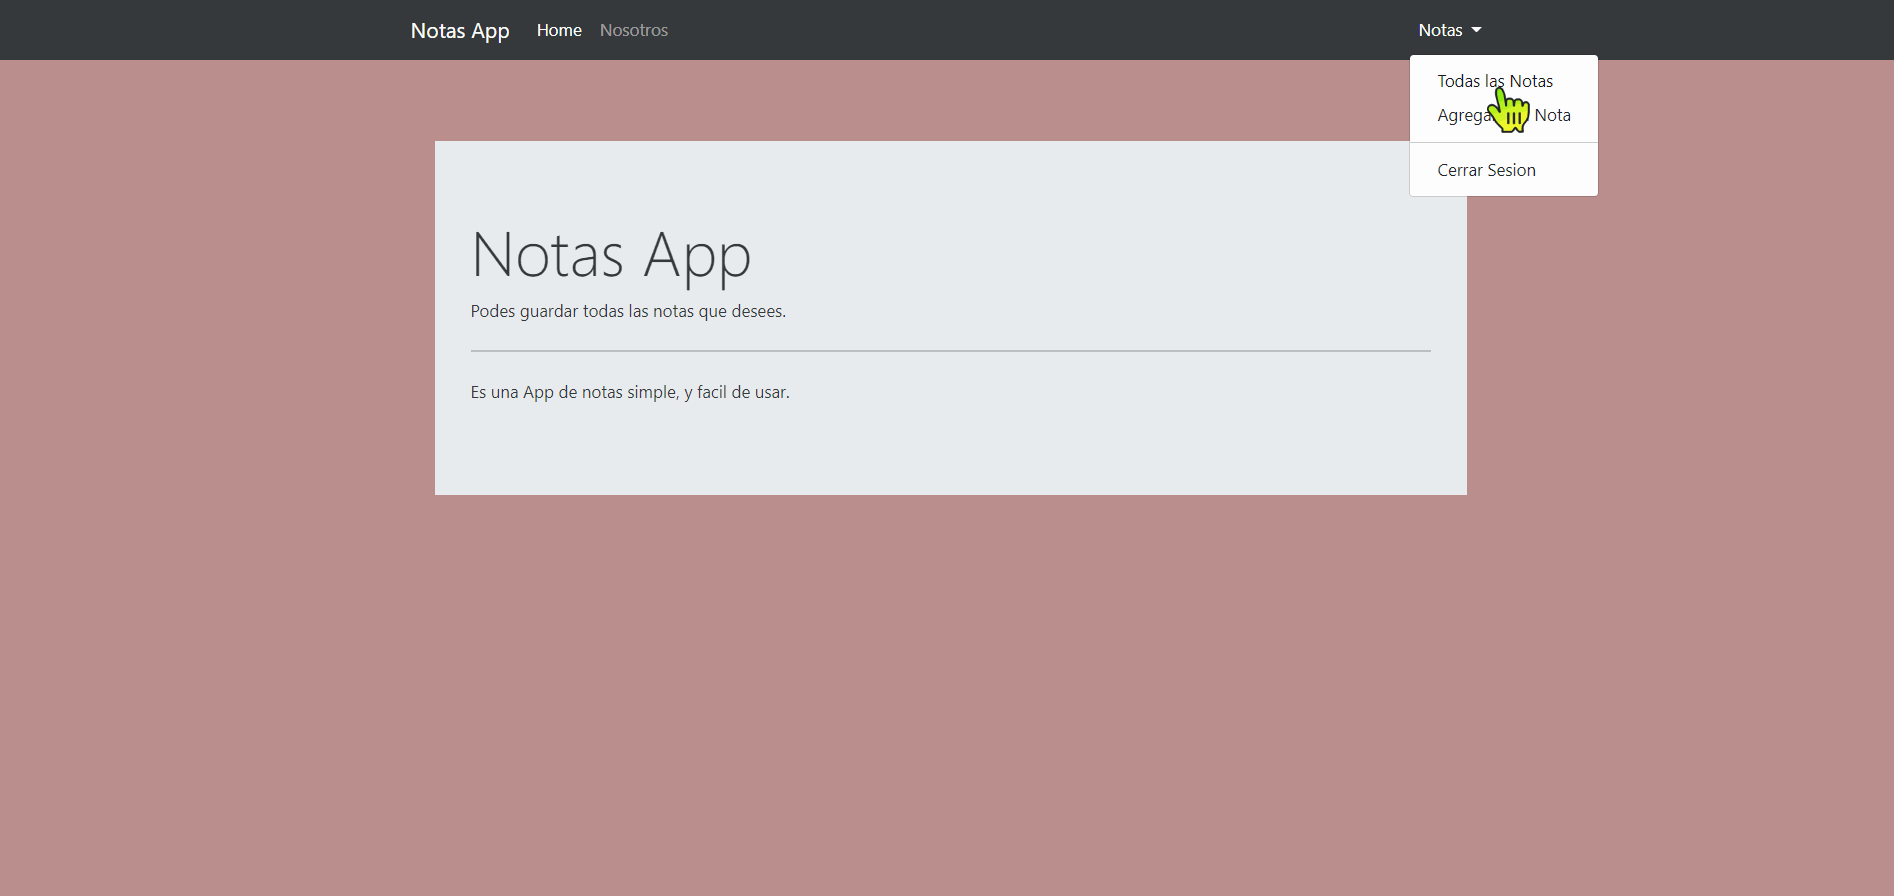 Notas App Home Nosotros Notas
Todas las Notas
Agrega Nota
Cerrar Sesion
Notas App
Podes guardar todas las notas que desees.
Es una App de notas simple, y facil de usar.